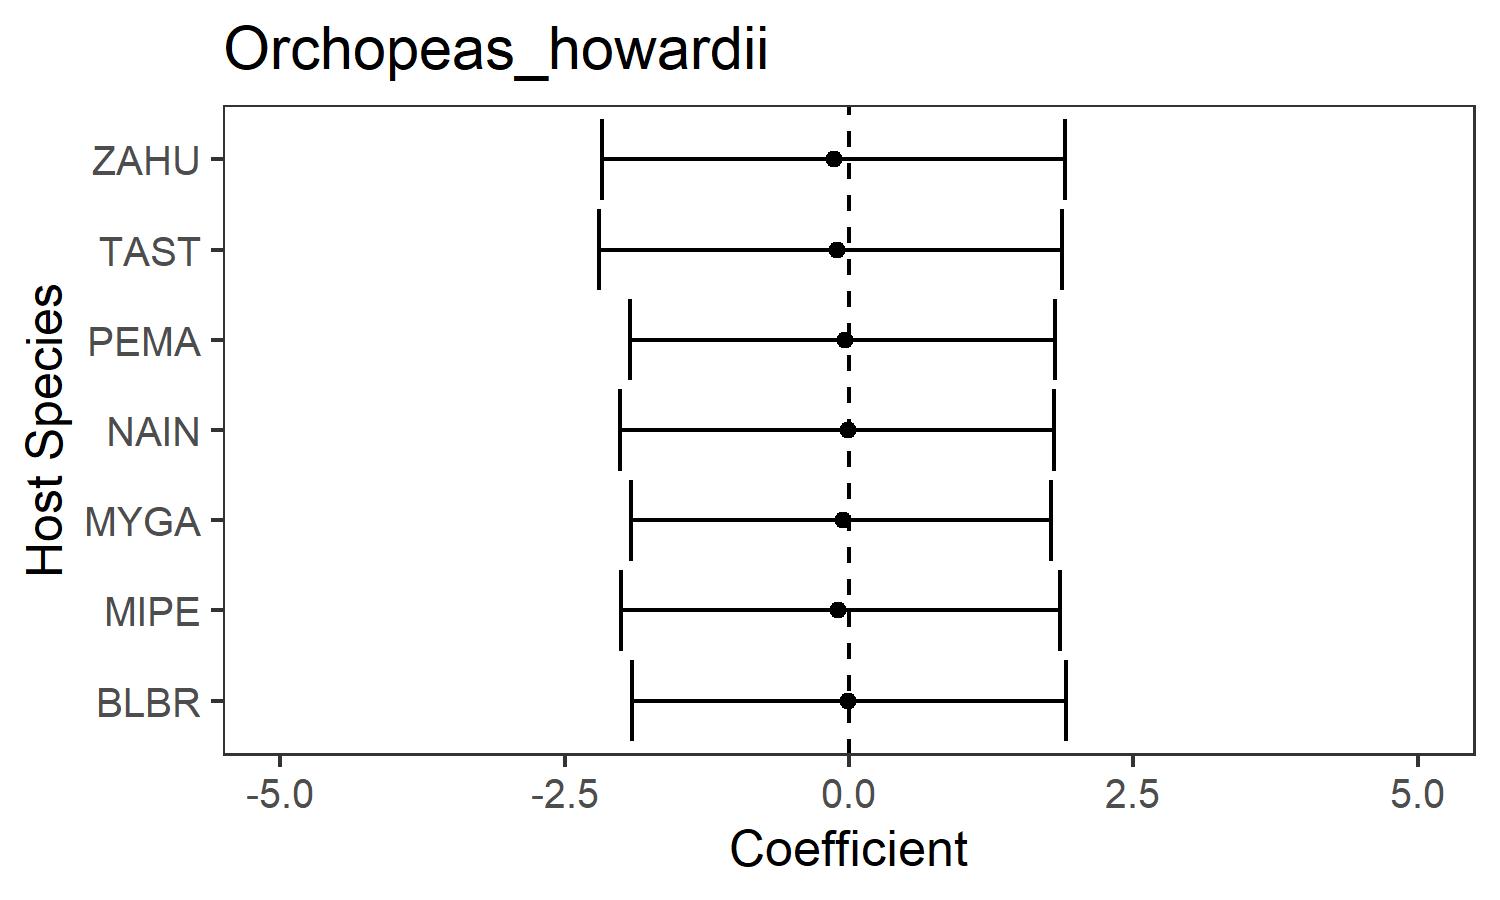 Orchopeas_howardii
Host Species
ZAHU
TAST
PEMA
NAIN
MYGA
MIPE
BLBR
-5.0 -2.5 0.0 2.5 5.0
Coefficient